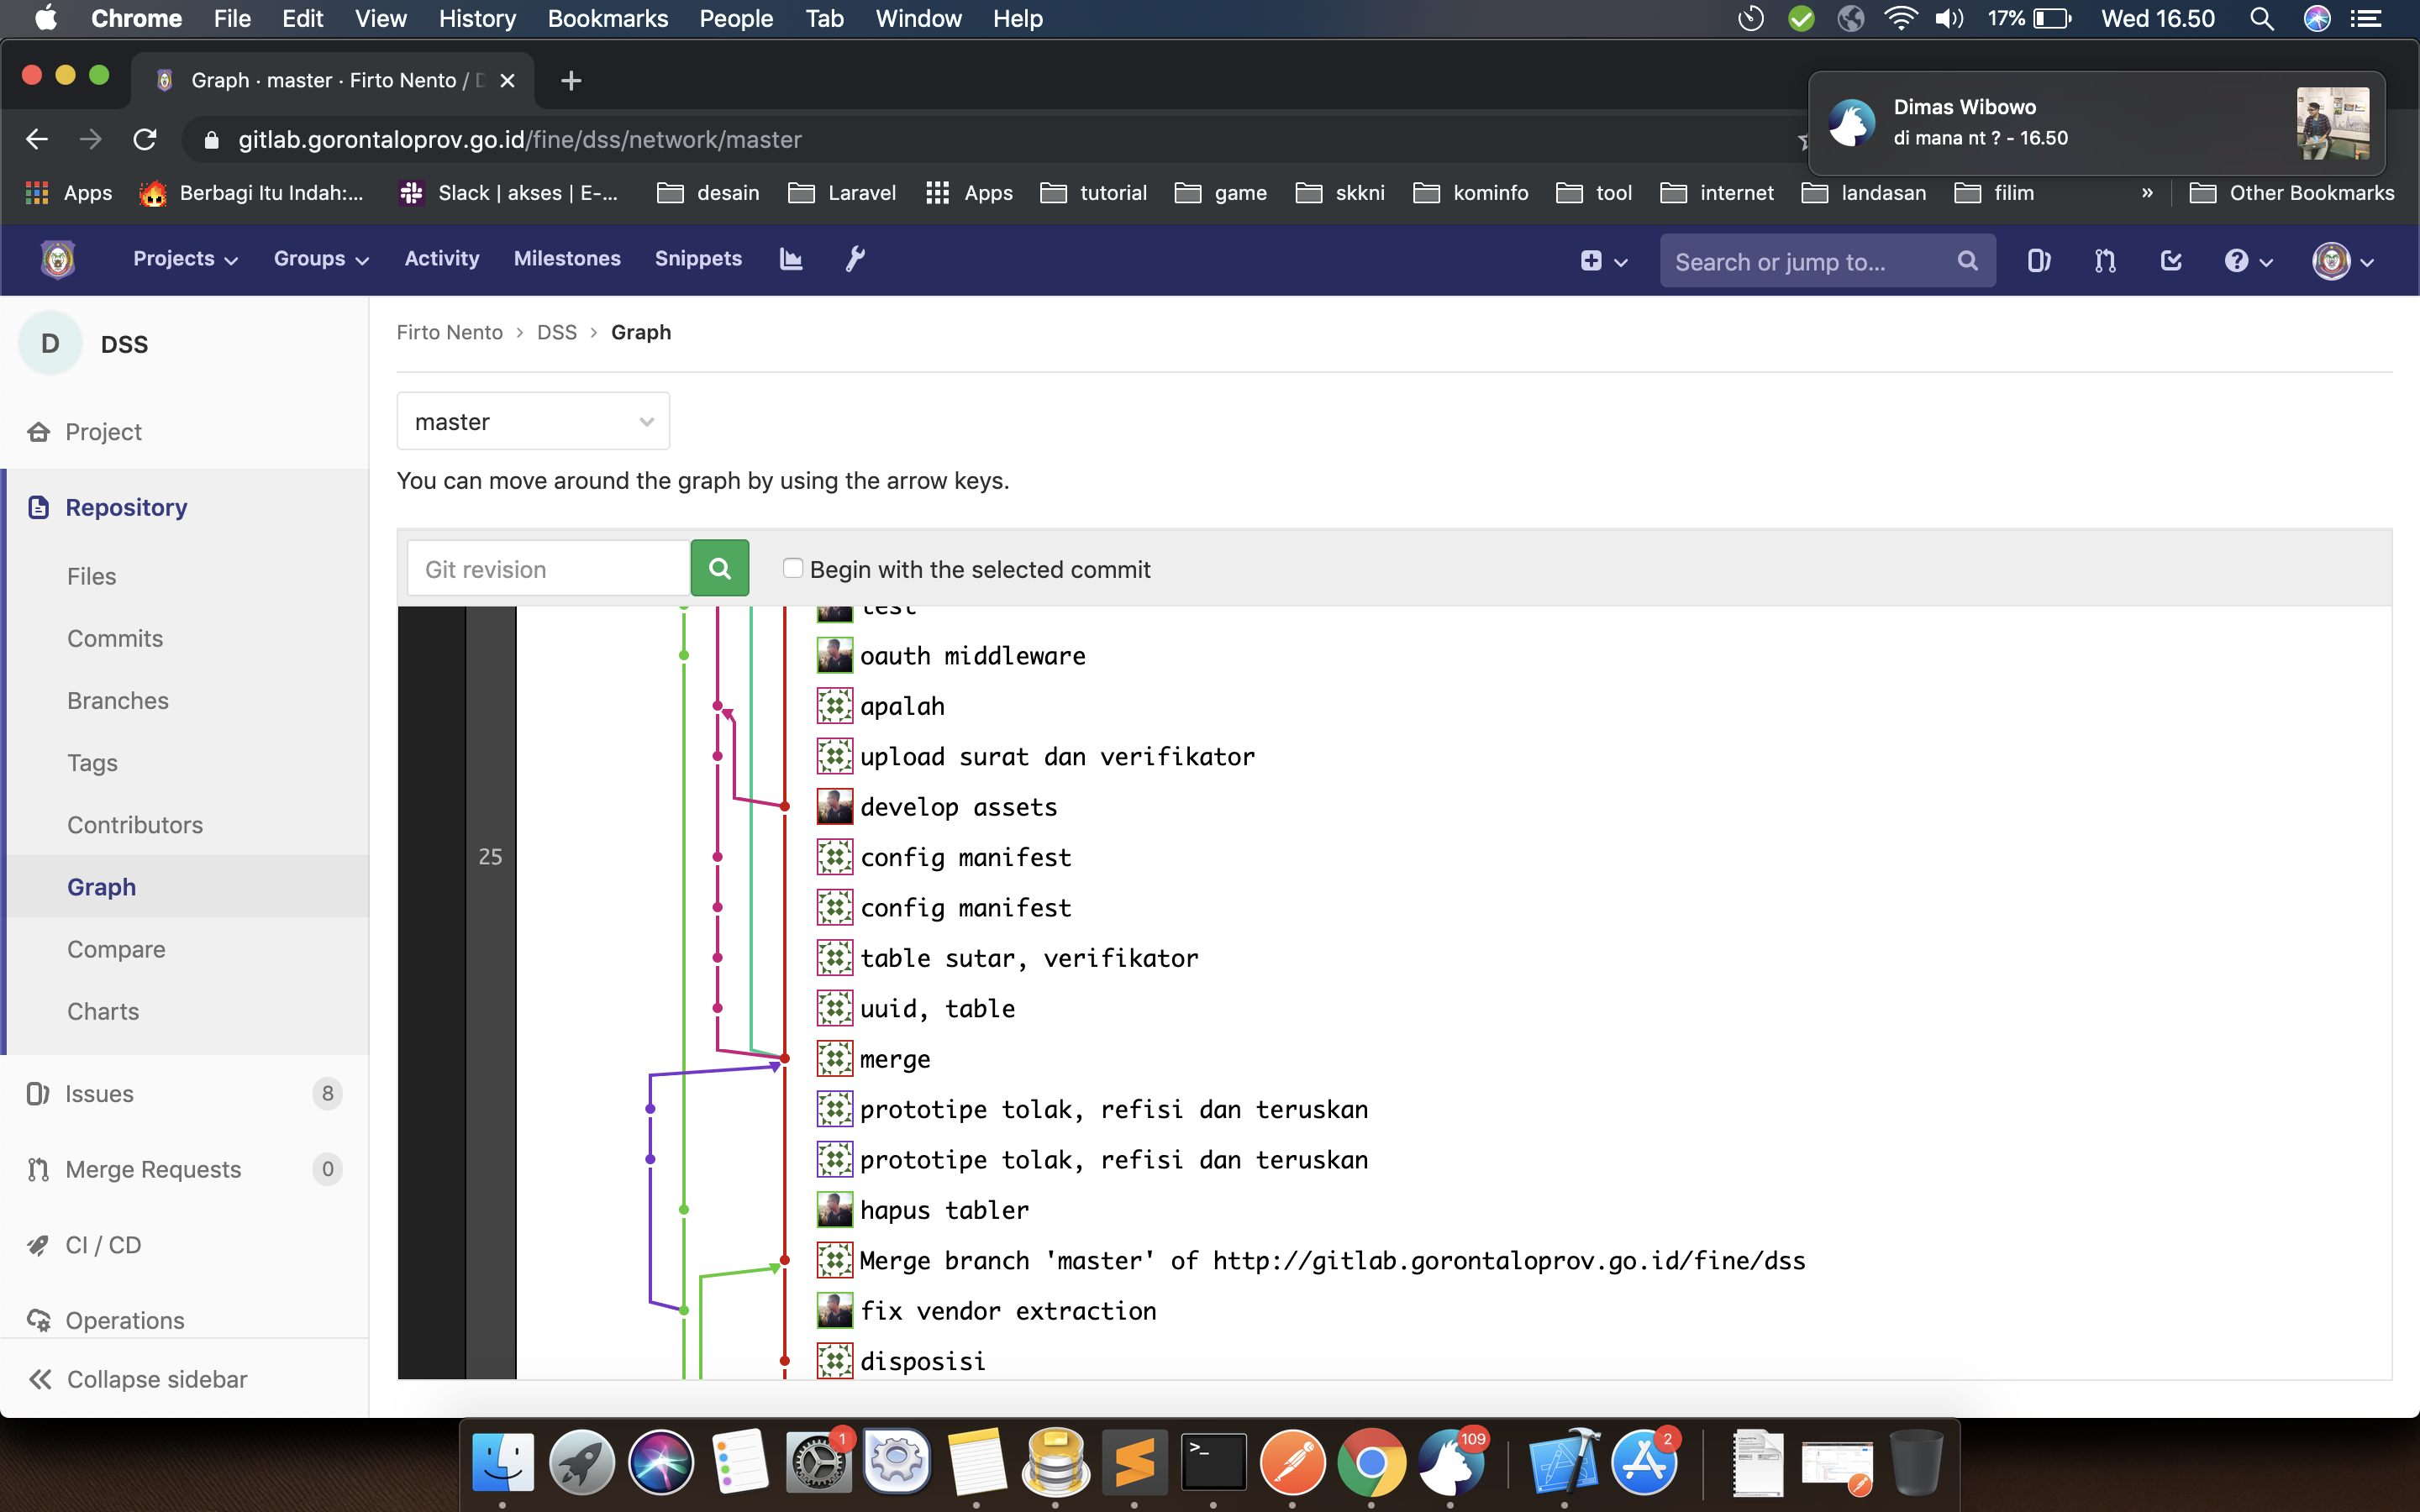 Chrome File Edit View History Bookmarks People Tab Window Help 17% Wed 16.50
Graph · master · Firto Nento / D
Dimas Wibowo
di mana nt ? - 16.50
gitlab.gorontaloprov.go.id/fine/dss/network/master
Apps Berbagi Itu Indah:... Slack | akses | E-... desain Laravel Apps tutorial game skkni kominfo tool internet landasan filim » Other Bookmarks
Projects Groups Activity Milestones Snippets Search or jump to...
D DSS
Firto Nento > DSS > Graph
Project
master
Repository
You can move around the graph by using the arrow keys.
Files
Git revision Begin with the selected commit
test
Commits
oauth middleware
Branches
apalah
Tags
upload surat dan verifikator
Contributors
develop assets
25
config manifest
Graph
config manifest
Compare
table sutar, verifikator
Charts
uuid, table
merge
Issues 8
prototipe tolak, refisi dan teruskan
Merge Requests 0
prototipe tolak, refisi dan teruskan
hapus tabler
CI / CD
Merge branch 'master' of http://gitlab.gorontaloprov.go.id/fine/dss
Operations
fix vendor extraction
Collapse sidebar
disposisi
1
109
2